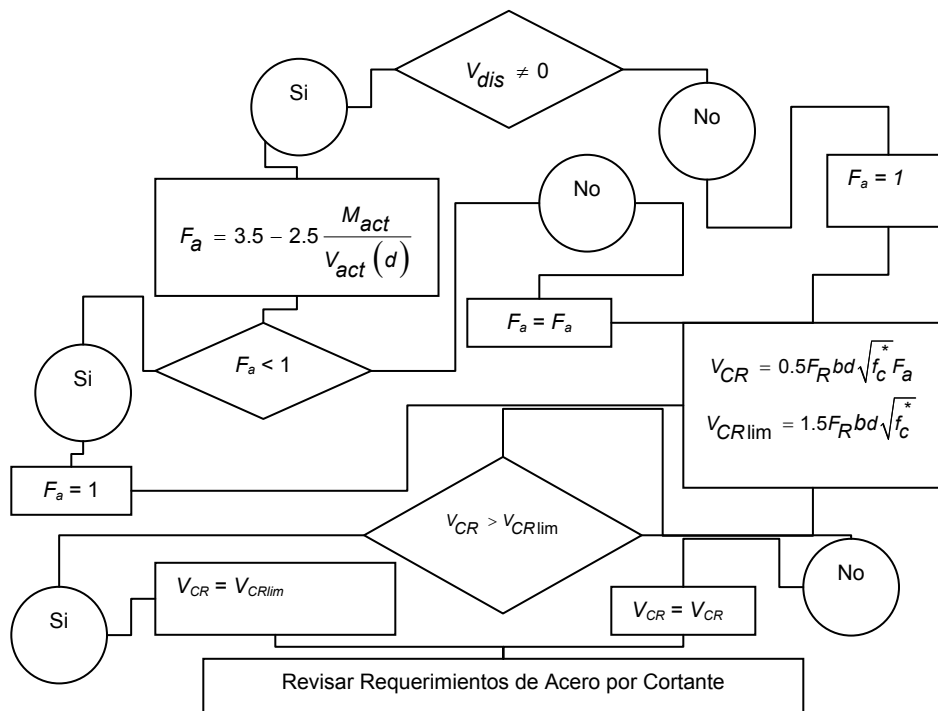 V_dis ≠ 0
Si
No
F_a = 1
F_a = 3.5 − 2.5 M_act / V_act (d)
No
F_a = F_a
F_a < 1
Si
F_a = 1
V_CR = 0.5F_R bd√f_c^* F_a
V_CRlim = 1.5F_R bd√f_c^*
V_CR > V_CRlim
Si
V_CR = V_CRlim
No
V_CR = V_CR
Revisar Requerimientos de Acero por Cortante